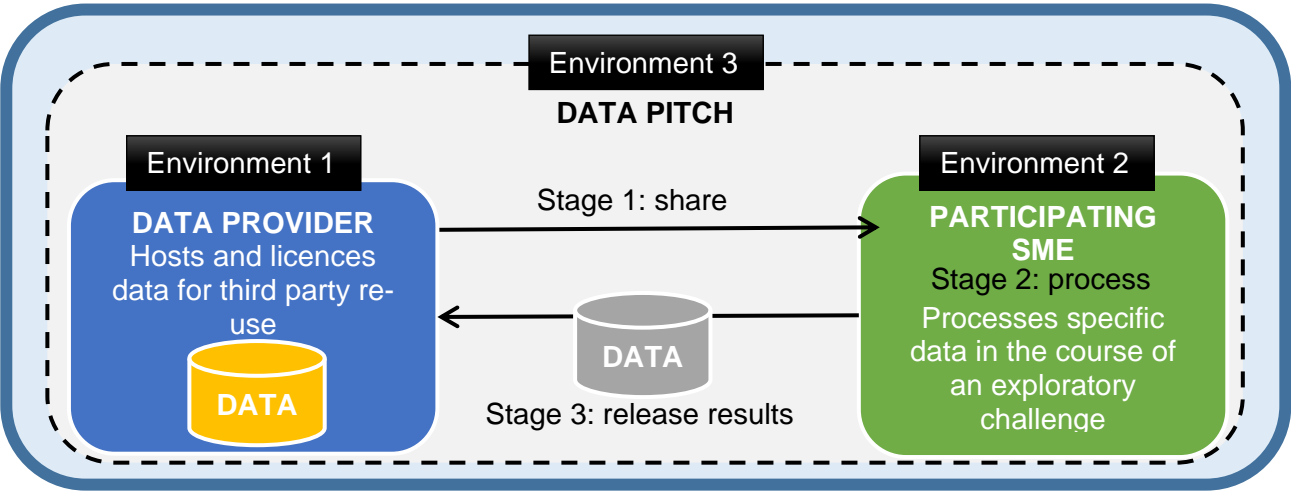 Environment 3
DATA PITCH
Environment 1
DATA PROVIDER
Hosts and licences
data for third party re-
use
DATA
Stage 1: share
DATA
Stage 3: release results
Environment 2
PARTICIPATING
SME
Stage 2: process
Processes specific
data in the course of
an exploratory
challenge